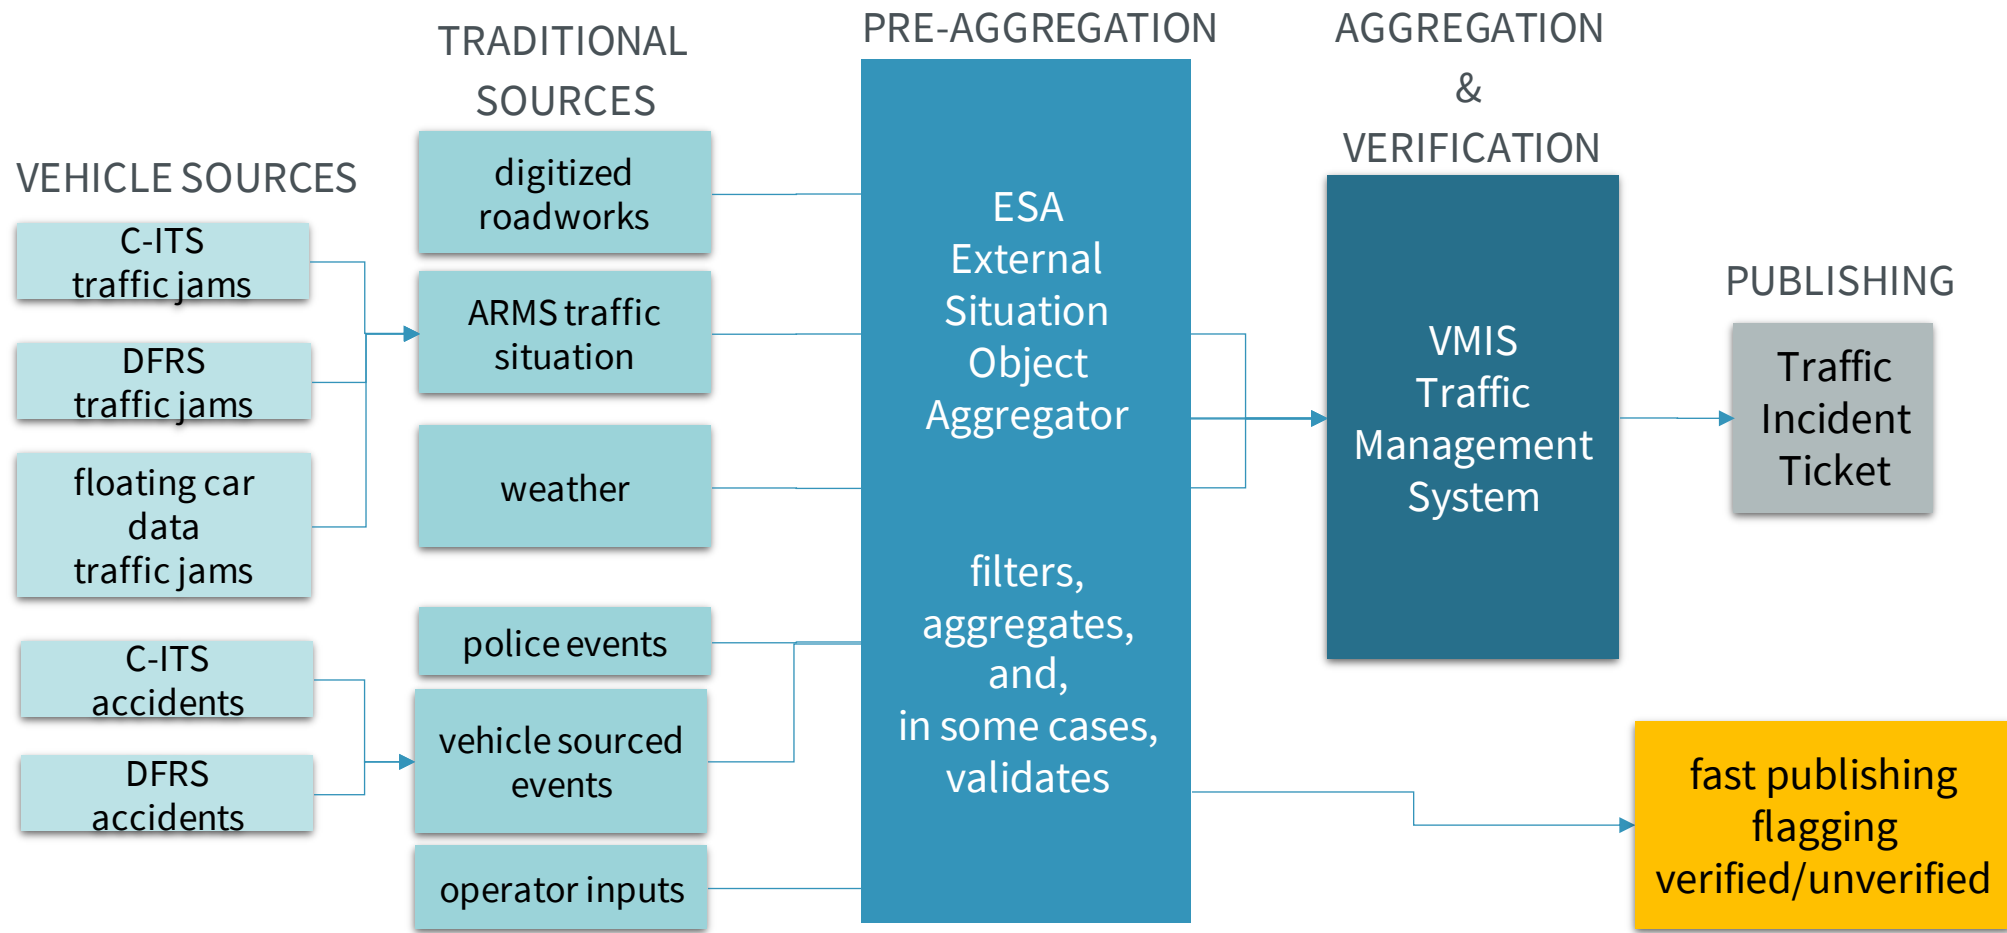 VEHICLE SOURCES
C-ITS
traffic jams
DFRS
traffic jams
floating car
data
traffic jams
C-ITS
accidents
DFRS
accidents
TRADITIONAL
SOURCES
digitized
roadworks
ARMS traffic
situation
weather
police events
vehicle sourced
events
operator inputs
PRE-AGGREGATION
ESA
External
Situation
Object
Aggregator
filters,
aggregates,
and,
in some cases,
validates
AGGREGATION
&
VERIFICATION
VMIS
Traffic
Management
System
PUBLISHING
Traffic
Incident
Ticket
fast publishing
flagging
verified/unverified